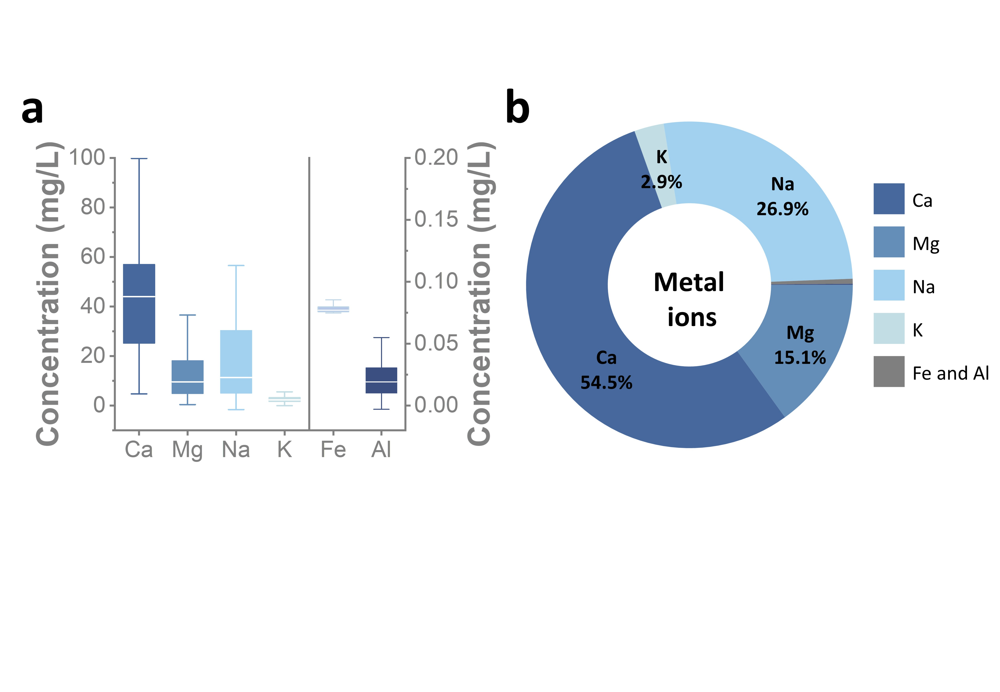 a
Concentration (mg/L)
100
80
60
40
20
0
Ca Mg Na K Fe Al
0.20
0.15
0.10
0.05
0.00
Concentration (mg/L)
b
K
2.9%
Na
26.9%
Metal
ions
Mg
15.1%
Ca
54.5%
Ca
Mg
Na
K
Fe and Al